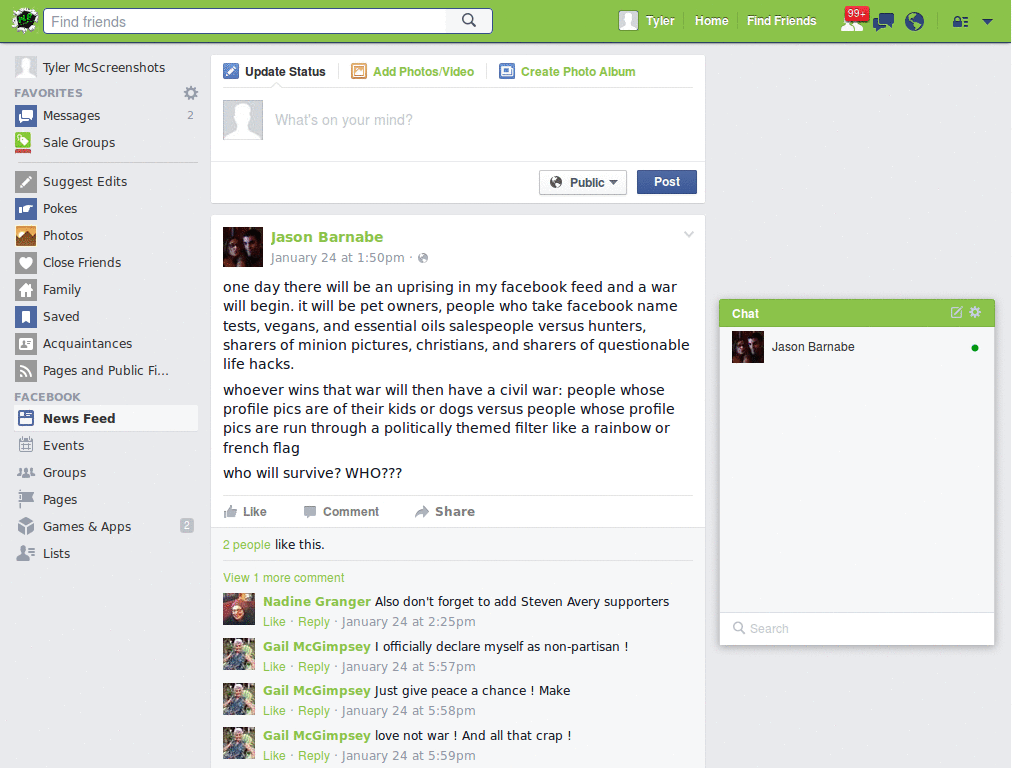 Find friends
Tyler
Home
Find Friends
99+
Tyler McScreenshots
FAVORITES
Messages 2
Sale Groups
Suggest Edits
Pokes
Photos
Close Friends
Family
Saved
Acquaintances
Pages and Public Fi...
FACEBOOK
News Feed
Events
Groups
Pages
Games & Apps 2
Lists
Update Status
Add Photos/Video
Create Photo Album
What's on your mind?
Public
Post
Jason Barnabe
January 24 at 1:50pm ·
one day there will be an uprising in my facebook feed and a war
will begin. it will be pet owners, people who take facebook name
tests, vegans, and essential oils salespeople versus hunters,
sharers of minion pictures, christians, and sharers of questionable
life hacks.
whoever wins that war will then have a civil war: people whose
profile pics are of their kids or dogs versus people whose profile
pics are run through a politically themed filter like a rainbow or
french flag
who will survive? WHO???
Like
Comment
Share
2 people like this.
View 1 more comment
Nadine Granger Also don't forget to add Steven Avery supporters
Like · Reply · January 24 at 2:25pm
Gail McGimpsey I officially declare myself as non-partisan !
Like · Reply · January 24 at 5:57pm
Gail McGimpsey Just give peace a chance ! Make
Like · Reply · January 24 at 5:58pm
Gail McGimpsey love not war ! And all that crap !
Like · Reply · January 24 at 5:59pm
Chat
Jason Barnabe
Search